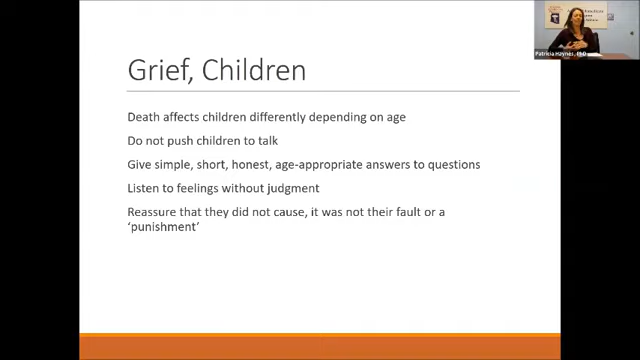 Grief, Children
Death affects children differently depending on age
Do not push children to talk
Give simple, short, honest, age-appropriate answers to questions
Listen to feelings without judgment
Reassure that they did not cause, it was not their fault or a
‘punishment’
Patricia Haynes, PhD